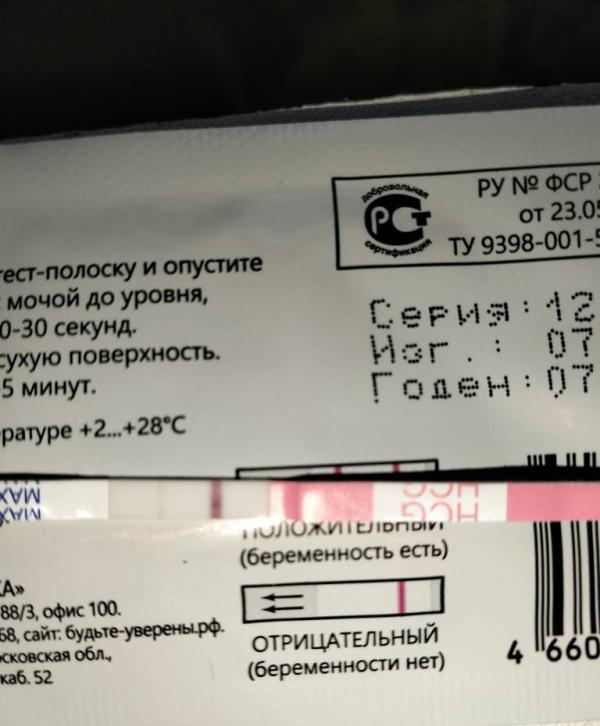 добровольная
РСТ
сертификация
РУ № ФСР
от 23.05
ТУ 9398-001-5
тест-полоску и опустите
с мочой до уровня,
0-30 секунд.
сухую поверхность.
5 минут.
ратуре +2...+28°C
Серия: 12
Изг. : 07
Годен: 07
MAX
MAX
HCG
ПОЛОЖИТЕЛЬНЫЙ
(беременность есть)
КА»
88/3, офис 100.
68, сайт: будьте-уверены.рф.
осковская обл.,
каб. 52
ОТРИЦАТЕЛЬНЫЙ
(беременности нет)
4 660